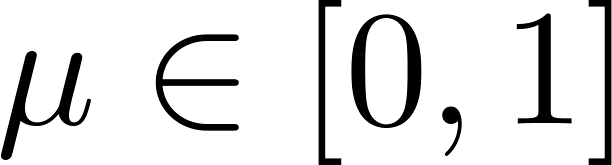 μ ∈ [0, 1]